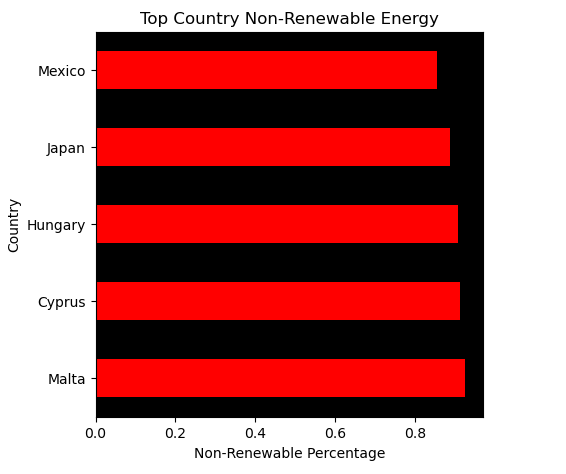 Top Country Non-Renewable Energy
Country
Mexico
Japan
Hungary
Cyprus
Malta
0.0 0.2 0.4 0.6 0.8
Non-Renewable Percentage